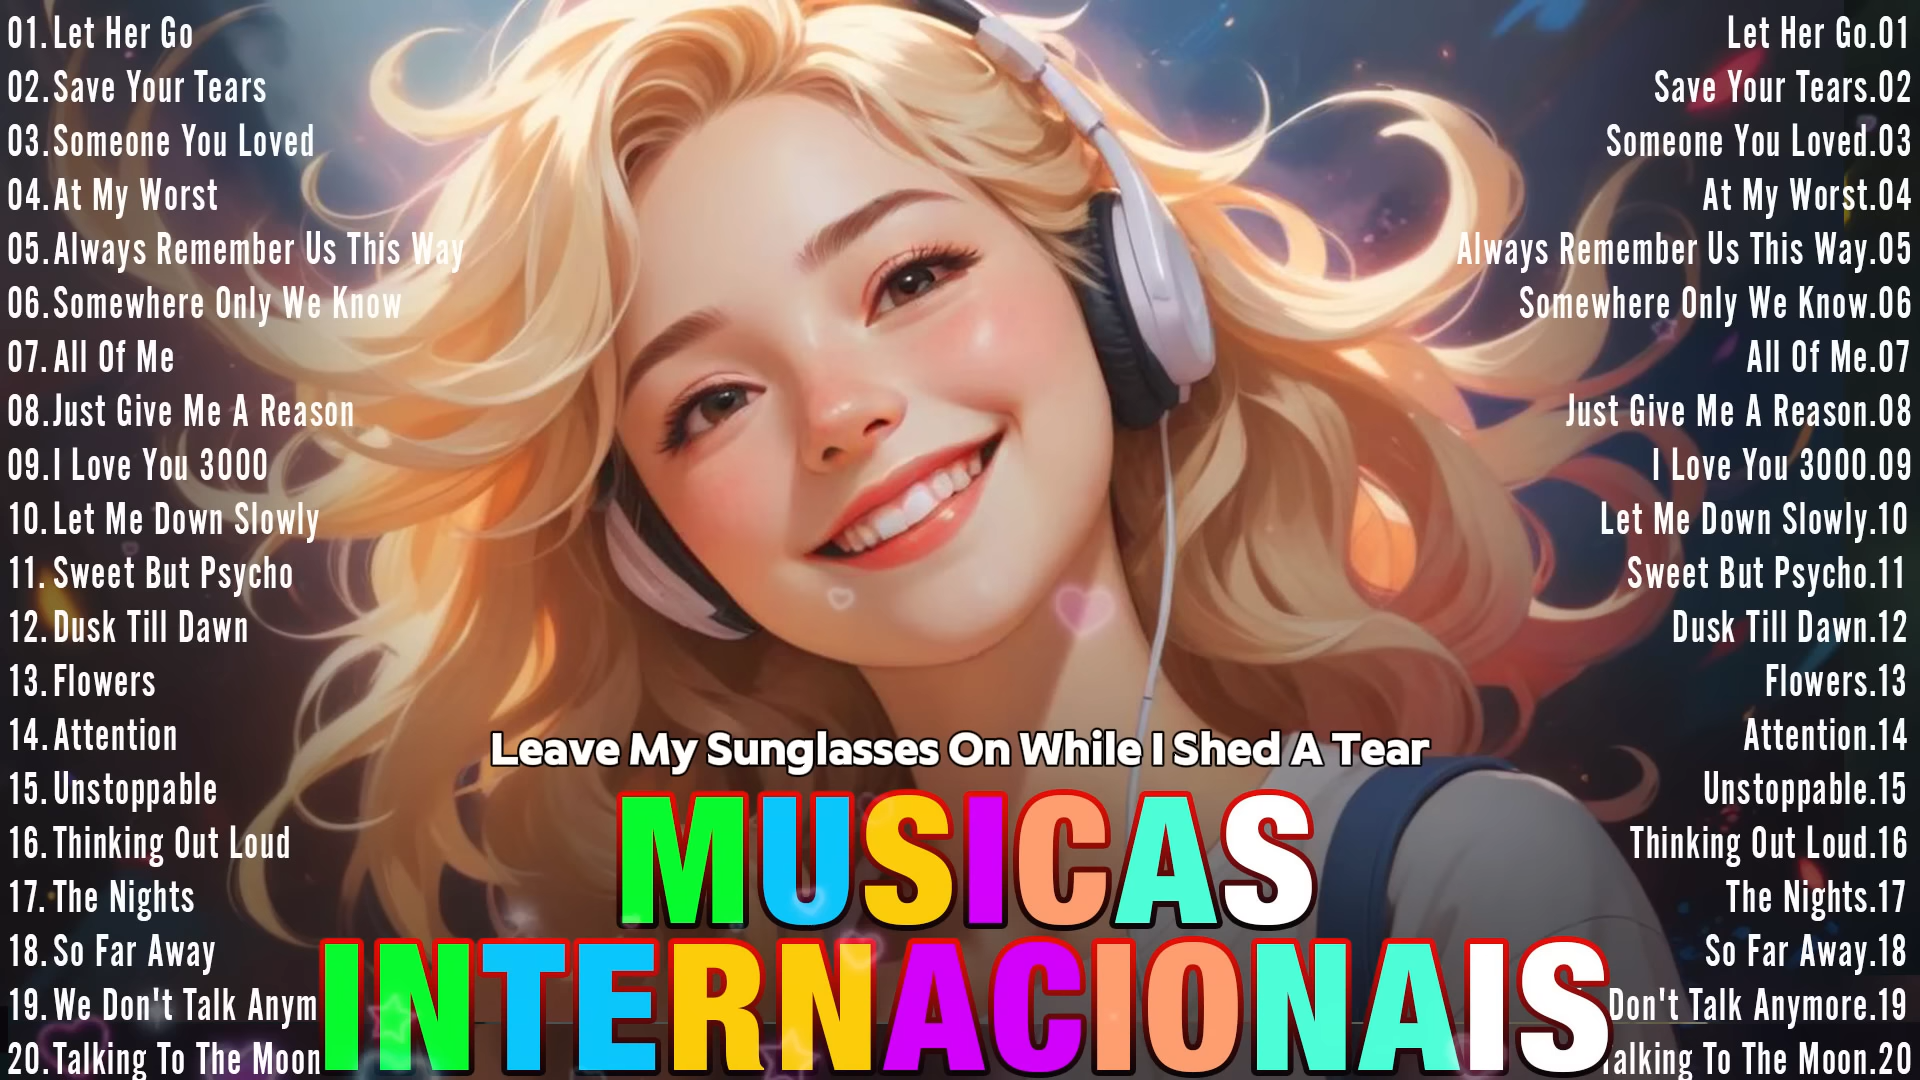 01.Let Her Go
02.Save Your Tears
03.Someone You Loved
04.At My Worst
05.Always Remember Us This Way
06.Somewhere Only We Know
07.All Of Me
08.Just Give Me A Reason
09.I Love You 3000
10.Let Me Down Slowly
11.Sweet But Psycho
12.Dusk Till Dawn
13.Flowers
14.Attention
15.Unstoppable
16.Thinking Out Loud
17.The Nights
18.So Far Away
19.We Don't Talk Anym
20.Talking To The Moon
Leave My Sunglasses On While I Shed A Tear
MUSICAS
INTERNACIONAIS
Let Her Go.01
Save Your Tears.02
Someone You Loved.03
At My Worst.04
Always Remember Us This Way.05
Somewhere Only We Know.06
All Of Me.07
Just Give Me A Reason.08
I Love You 3000.09
Let Me Down Slowly.10
Sweet But Psycho.11
Dusk Till Dawn.12
Flowers.13
Attention.14
Unstoppable.15
Thinking Out Loud.16
The Nights.17
So Far Away.18
Don't Talk Anymore.19
alking To The Moon.20